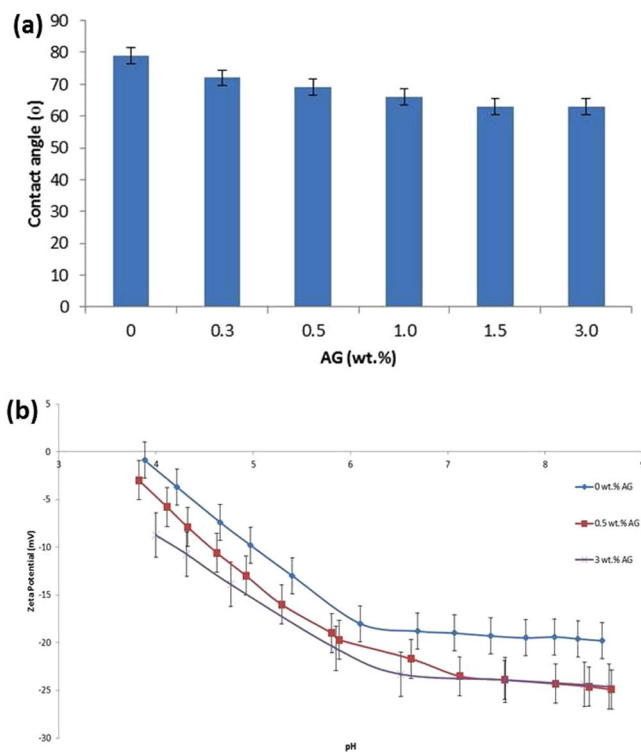 (a)
90
80
70
60
50
40
30
20
10
0
Contact angle (o)
0 0.3 0.5 1.0 1.5 3.0
AG (wt.%)
(b)
5
0
-5
-10
-15
-20
-25
-30
Zeta Potential (mV)
3 4 5 6 7 8 9
0 wt.% AG
0.5 wt.% AG
3 wt.% AG
pH